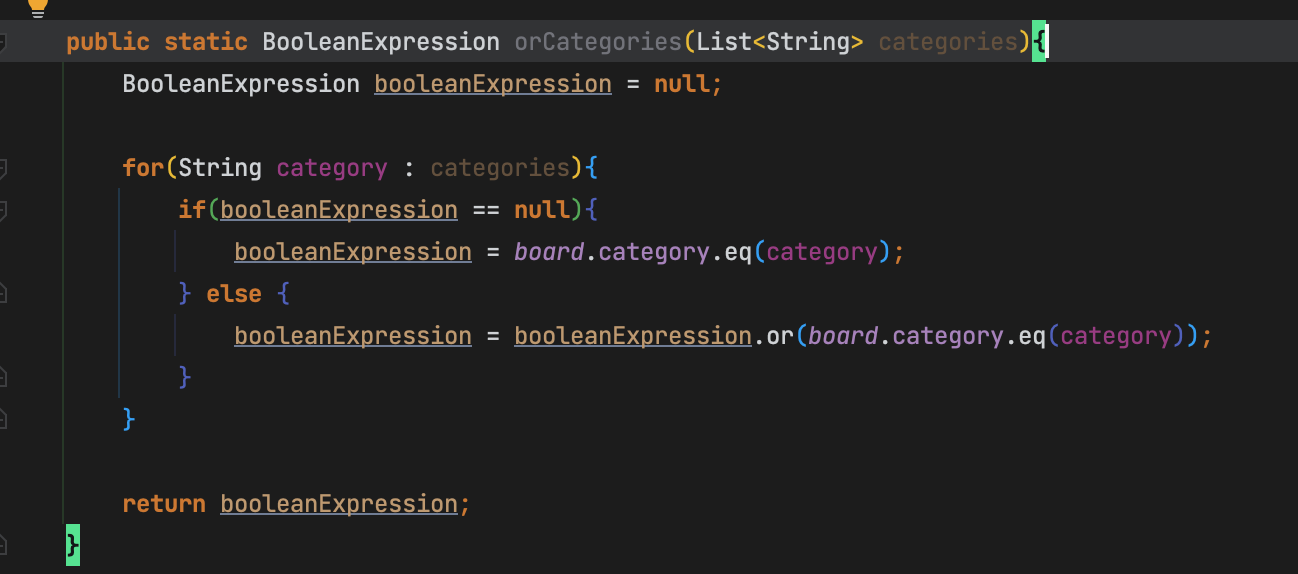 public static BooleanExpression orCategories(List<String> categories){
BooleanExpression booleanExpression = null;
for(String category : categories){
if(booleanExpression == null){
booleanExpression = board.category.eq(category);
} else {
booleanExpression = booleanExpression.or(board.category.eq(category));
}
}
return booleanExpression;
}